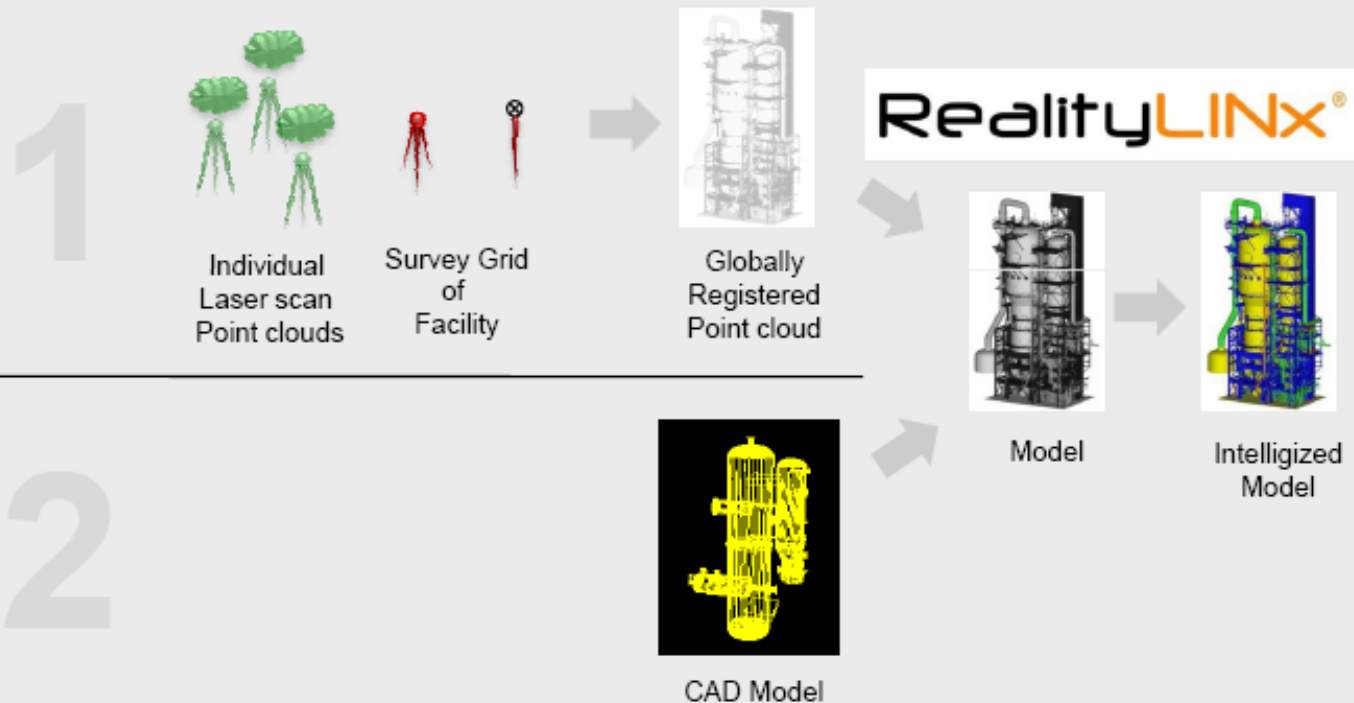 1
Individual
Laser scan
Point clouds
Survey Grid
of
Facility
Globally
Registered
Point cloud
RealityLINx®
Model
Intelligized
Model
2
CAD Model